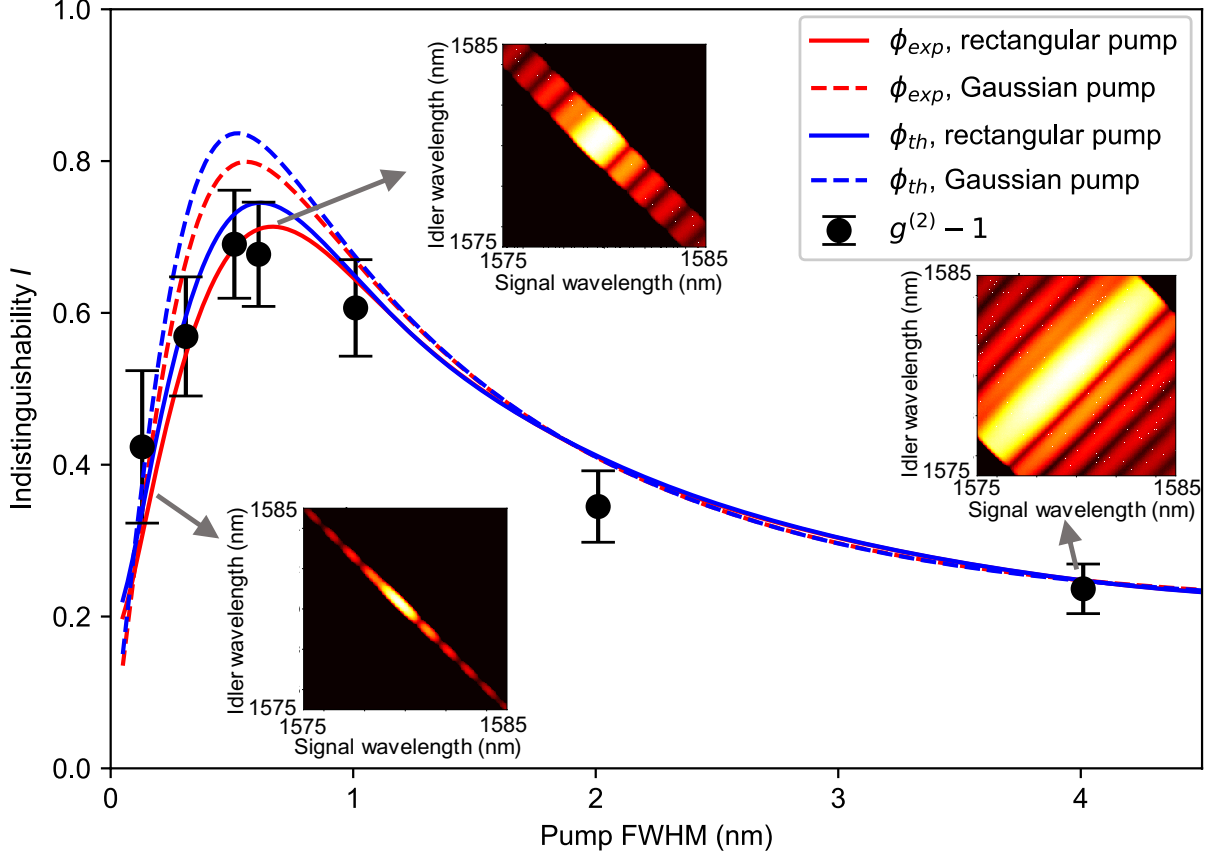 1.0
0.8
0.6
0.4
0.2
0.0
Indistinguishability I
0
1
2
3
4
Pump FWHM (nm)
ϕexp, rectangular pump
ϕexp, Gaussian pump
ϕth, rectangular pump
ϕth, Gaussian pump
g(2) − 1
1585
Idler wavelength (nm)
1575
1575
1585
Signal wavelength (nm)
1585
Idler wavelength (nm)
1575
1575
1585
Signal wavelength (nm)
1585
Idler wavelength (nm)
1575
1575
1585
Signal wavelength (nm)